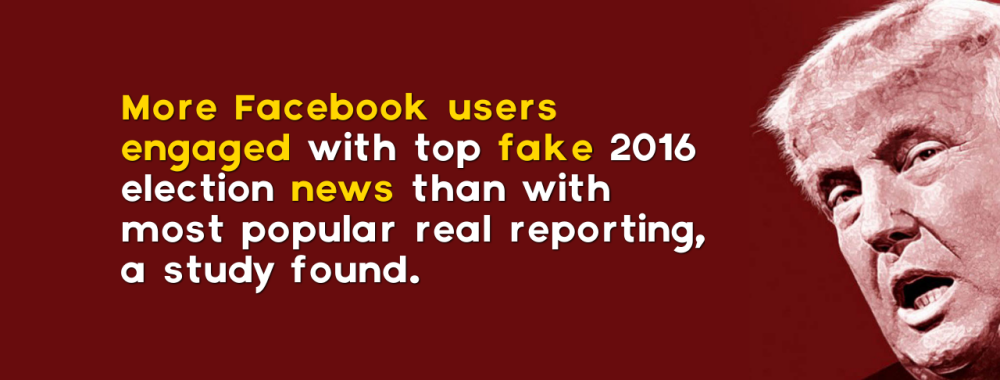 More Facebook users
engaged with top fake 2016
election news than with
most popular real reporting,
a study found.